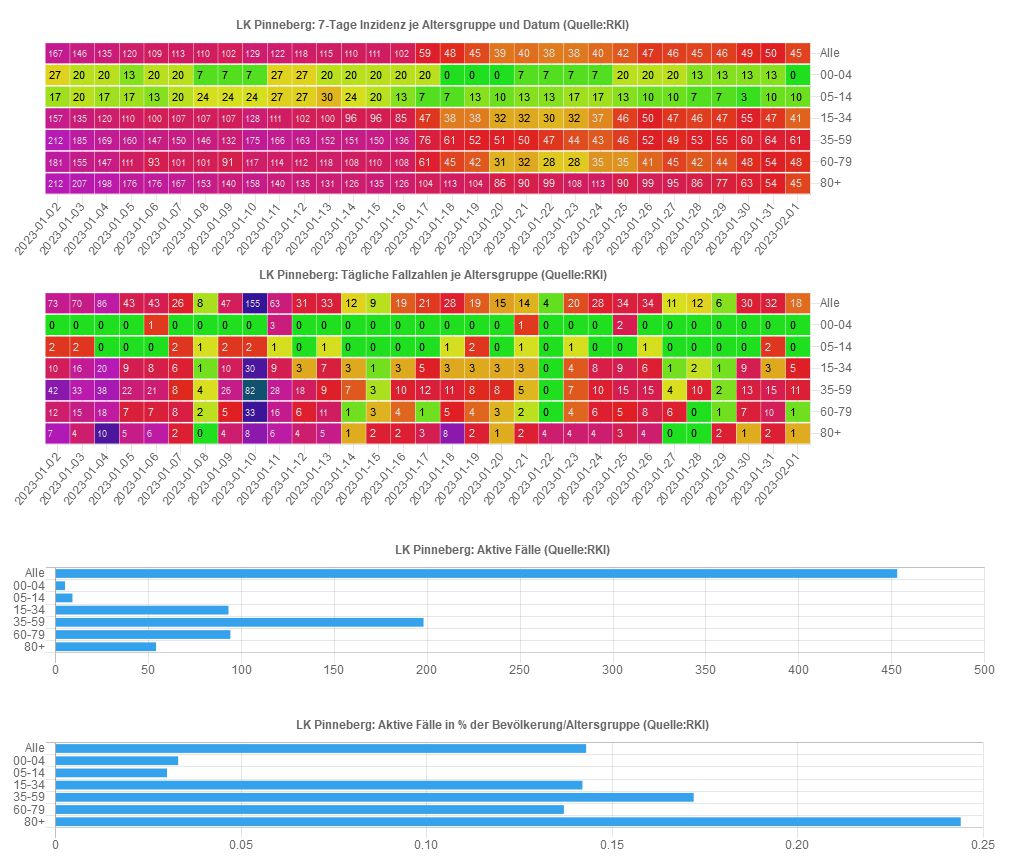 LK Pinneberg: 7-Tage Inzidenz je Altersgruppe und Datum (Quelle:RKI)
167 146 135 120 109 113 110 102 129 122 118 115 110 111 102 59 48 45 39 40 38 38 40 42 47 46 45 46 49 50 45 Alle
27 20 20 13 20 20 7 7 7 27 27 20 20 20 20 20 0 0 0 7 7 7 7 20 20 20 13 13 13 13 0 00-04
17 20 17 17 13 20 24 24 24 27 27 30 24 20 13 7 7 13 10 13 13 17 17 13 10 10 7 7 3 10 10 05-14
157 135 120 110 100 107 107 107 128 111 102 100 96 96 85 47 38 38 32 32 30 32 37 46 50 47 46 47 55 47 41 15-34
212 185 169 160 147 150 146 132 175 166 163 160 151 150 136 76 61 52 51 50 47 44 43 46 52 49 53 55 60 64 61 35-59
181 155 147 111 93 101 101 91 117 114 112 118 108 110 108 61 45 42 31 32 28 28 35 35 41 45 42 44 48 54 48 60-79
212 207 198 176 176 167 153 140 158 140 135 131 126 135 126 104 113 104 86 90 99 108 113 90 99 95 86 77 63 54 45 80+
2023-01-02 2023-01-03 2023-01-04 2023-01-05 2023-01-06 2023-01-07 2023-01-08 2023-01-09 2023-01-10 2023-01-11 2023-01-12 2023-01-13 2023-01-14 2023-01-15 2023-01-16 2023-01-17 2023-01-18 2023-01-19 2023-01-20 2023-01-21 2023-01-22 2023-01-23 2023-01-24 2023-01-25 2023-01-26 2023-01-27 2023-01-28 2023-01-29 2023-01-30 2023-01-31 2023-02-01
LK Pinneberg: Tägliche Fallzahlen je Altersgruppe (Quelle:RKI)
73 70 86 43 43 26 8 47 155 63 31 33 12 9 19 21 28 19 15 14 4 20 28 34 34 11 12 6 30 32 18 Alle
0 0 0 0 1 0 0 0 0 3 0 0 0 0 0 0 0 0 0 1 0 0 0 2 0 0 0 0 0 0 0 00-04
2 2 0 0 0 2 1 2 2 1 0 1 0 0 0 0 1 2 0 1 0 1 0 0 1 0 0 0 0 2 0 05-14
10 16 20 9 8 6 1 10 30 9 3 7 3 3 3 5 3 3 3 3 0 4 8 9 6 1 2 1 9 3 5 15-34
42 33 38 22 21 8 4 26 82 28 18 9 7 3 10 12 11 8 8 5 0 7 10 15 15 4 10 2 13 15 11 35-59
12 15 18 7 7 8 2 5 33 16 6 11 1 3 4 1 5 4 3 2 0 4 6 5 8 6 0 1 7 10 1 60-79
7 4 10 5 6 2 0 4 8 6 4 5 1 2 2 3 8 2 1 2 4 4 4 3 4 0 0 2 1 2 1 80+
2023-01-02 2023-01-03 2023-01-04 2023-01-05 2023-01-06 2023-01-07 2023-01-08 2023-01-09 2023-01-10 2023-01-11 2023-01-12 2023-01-13 2023-01-14 2023-01-15 2023-01-16 2023-01-17 2023-01-18 2023-01-19 2023-01-20 2023-01-21 2023-01-22 2023-01-23 2023-01-24 2023-01-25 2023-01-26 2023-01-27 2023-01-28 2023-01-29 2023-01-30 2023-01-31 2023-02-01
LK Pinneberg: Aktive Fälle (Quelle:RKI)
Alle
00-04
05-14
15-34
35-59
60-79
80+
0 50 100 150 200 250 300 350 400 450 500
LK Pinneberg: Aktive Fälle in % der Bevölkerung/Altersgruppe (Quelle:RKI)
Alle
00-04
05-14
15-34
35-59
60-79
80+
0 0.05 0.10 0.15 0.20 0.25